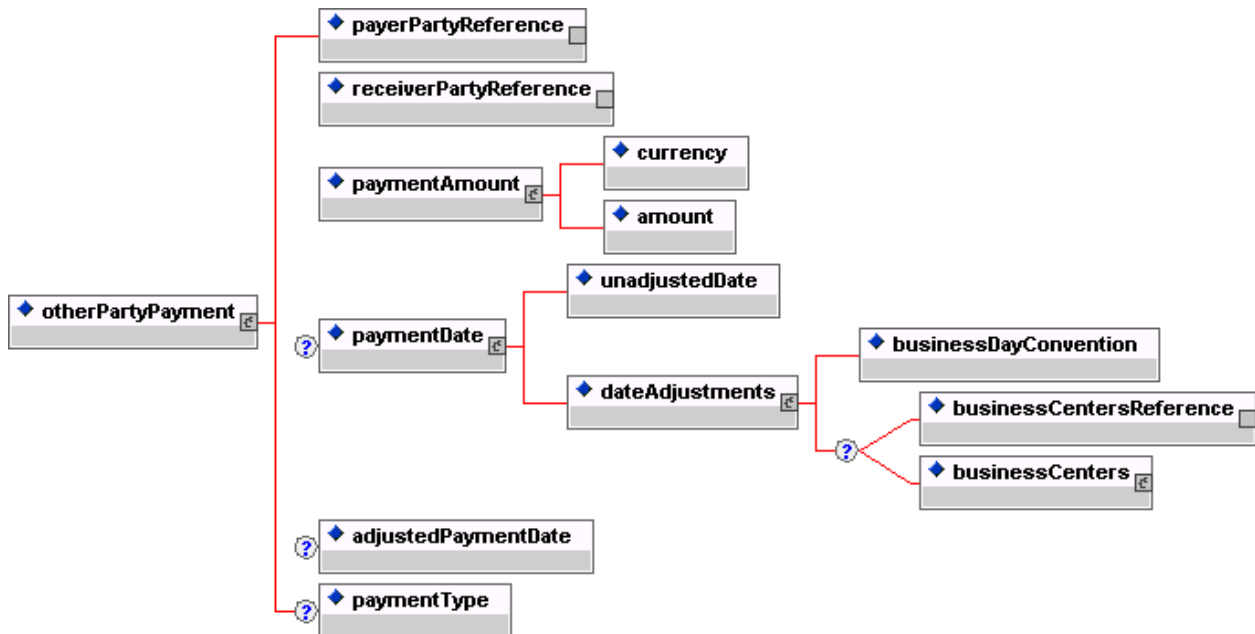 payerPartyReference
receiverPartyReference
currency
paymentAmount
amount
unadjustedDate
otherPartyPayment
? paymentDate
businessDayConvention
dateAdjustments
businessCentersReference
?
businessCenters
? adjustedPaymentDate
? paymentType